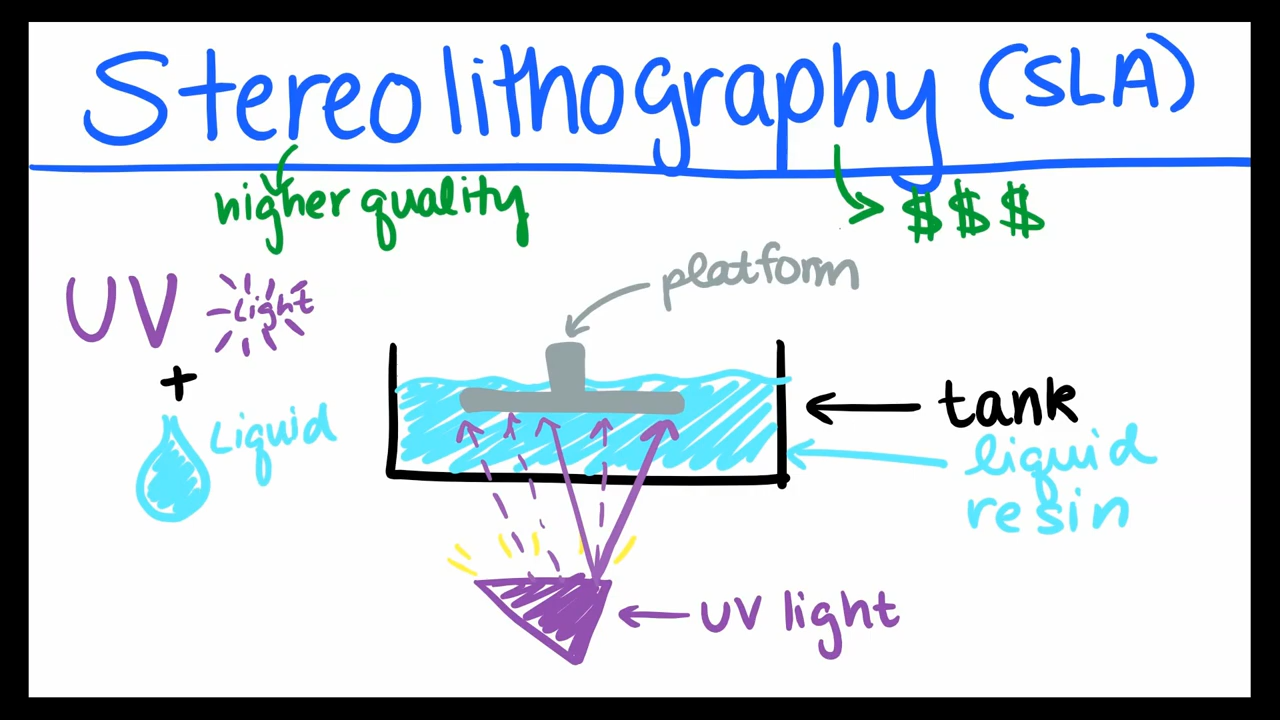 Stereolithography (SLA)
higher quality
$ $ $
platform
UV light
+
Liquid
tank
liquid
resin
UV light